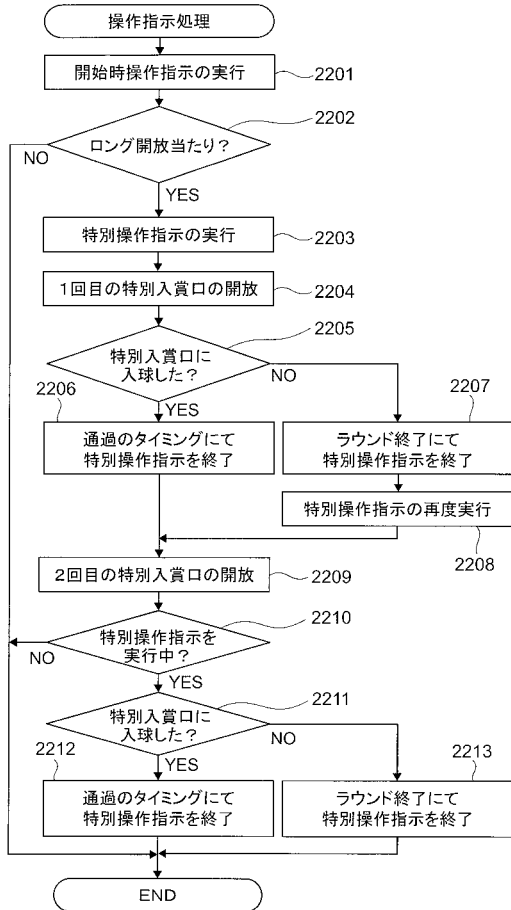 操作指示処理
開始時操作指示の実行
2201
2202
ロング開放当たり？
NO
YES
特別操作指示の実行
2203
1回目の特別入賞口の開放
2204
2205
特別入賞口に
入球した？
NO
2206
YES
2207
通過のタイミングにて
特別操作指示を終了
ラウンド終了にて
特別操作指示を終了
特別操作指示の再度実行
2208
2回目の特別入賞口の開放
2209
2210
特別操作指示を
実行中？
NO
YES
2211
特別入賞口に
入球した？
NO
2212
YES
2213
通過のタイミングにて
特別操作指示を終了
ラウンド終了にて
特別操作指示を終了
END